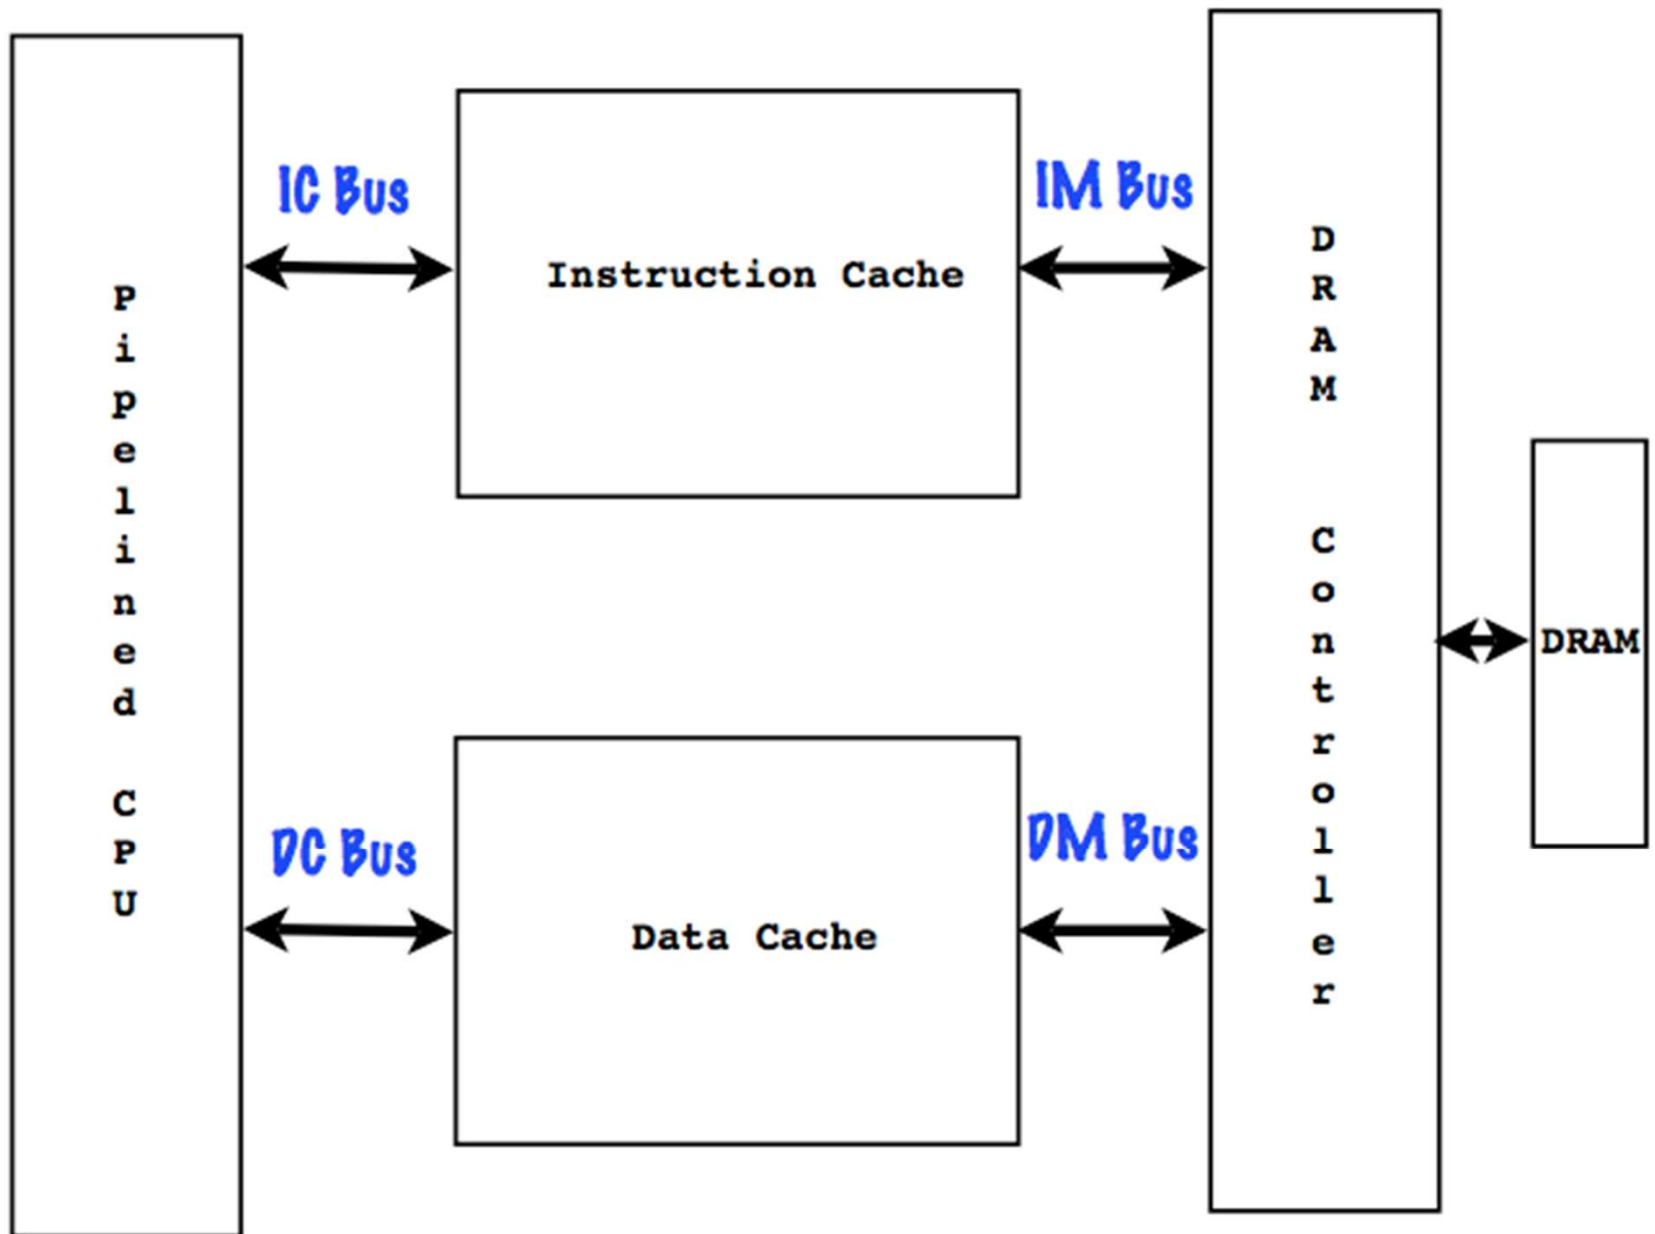 Pipelined CPU
IC Bus
Instruction Cache
IM Bus
DRAM Controller
DRAM
DC Bus
Data Cache
DM Bus